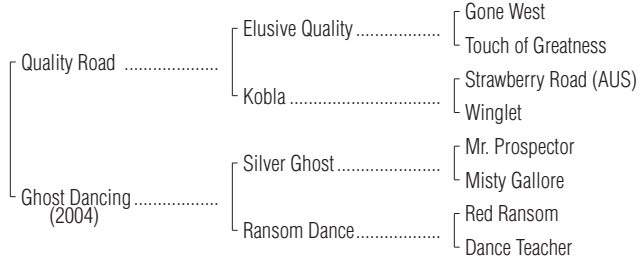 Gone West
Elusive Quality ..................
Touch of Greatness
Quality Road ....................
Strawberry Road (AUS)
Kobla ................................
Winglet
Mr. Prospector
Silver Ghost ......................
Misty Gallore
Ghost Dancing ..................
(2004)
Red Ransom
Ransom Dance ..................
Dance Teacher